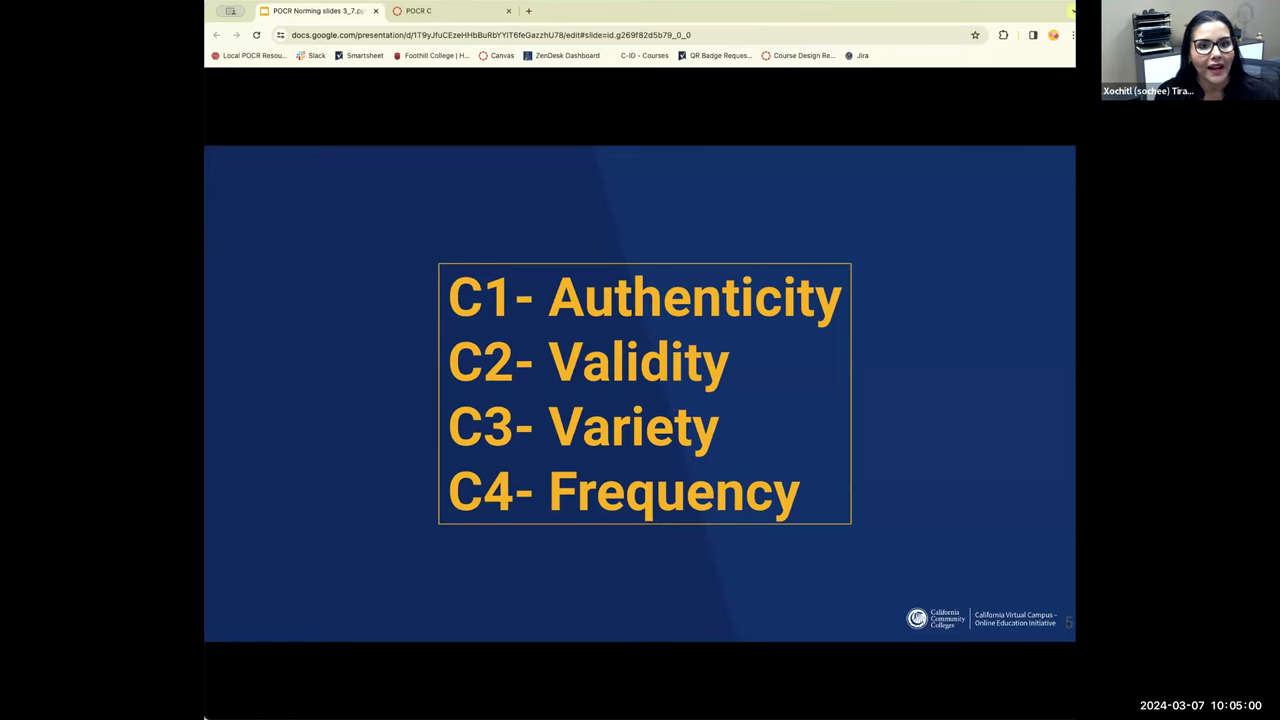 POCR Norming slides 3_7.pp
POCR C
docs.google.com/presentation/d/1T9yJfuCEzeHHbBuRbYYlT6feGazzhU78/edit#slide=id.g269f82d5b79_0_0
Local POCR Resou... Slack Smartsheet Foothill College | H... Canvas ZenDesk Dashboard C-ID - Courses QR Badge Reques... Course Design Re... Jira
Xochitl (sochee) Tira...
C1- Authenticity
C2- Validity
C3- Variety
C4- Frequency
California
Community
Colleges
California Virtual Campus –
Online Education Initiative
5
2024-03-07 10:05:00